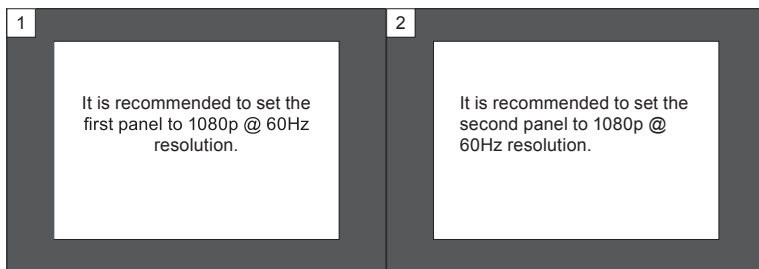 1
It is recommended to set the
first panel to 1080p @ 60Hz
resolution.
2
It is recommended to set the
second panel to 1080p @
60Hz resolution.